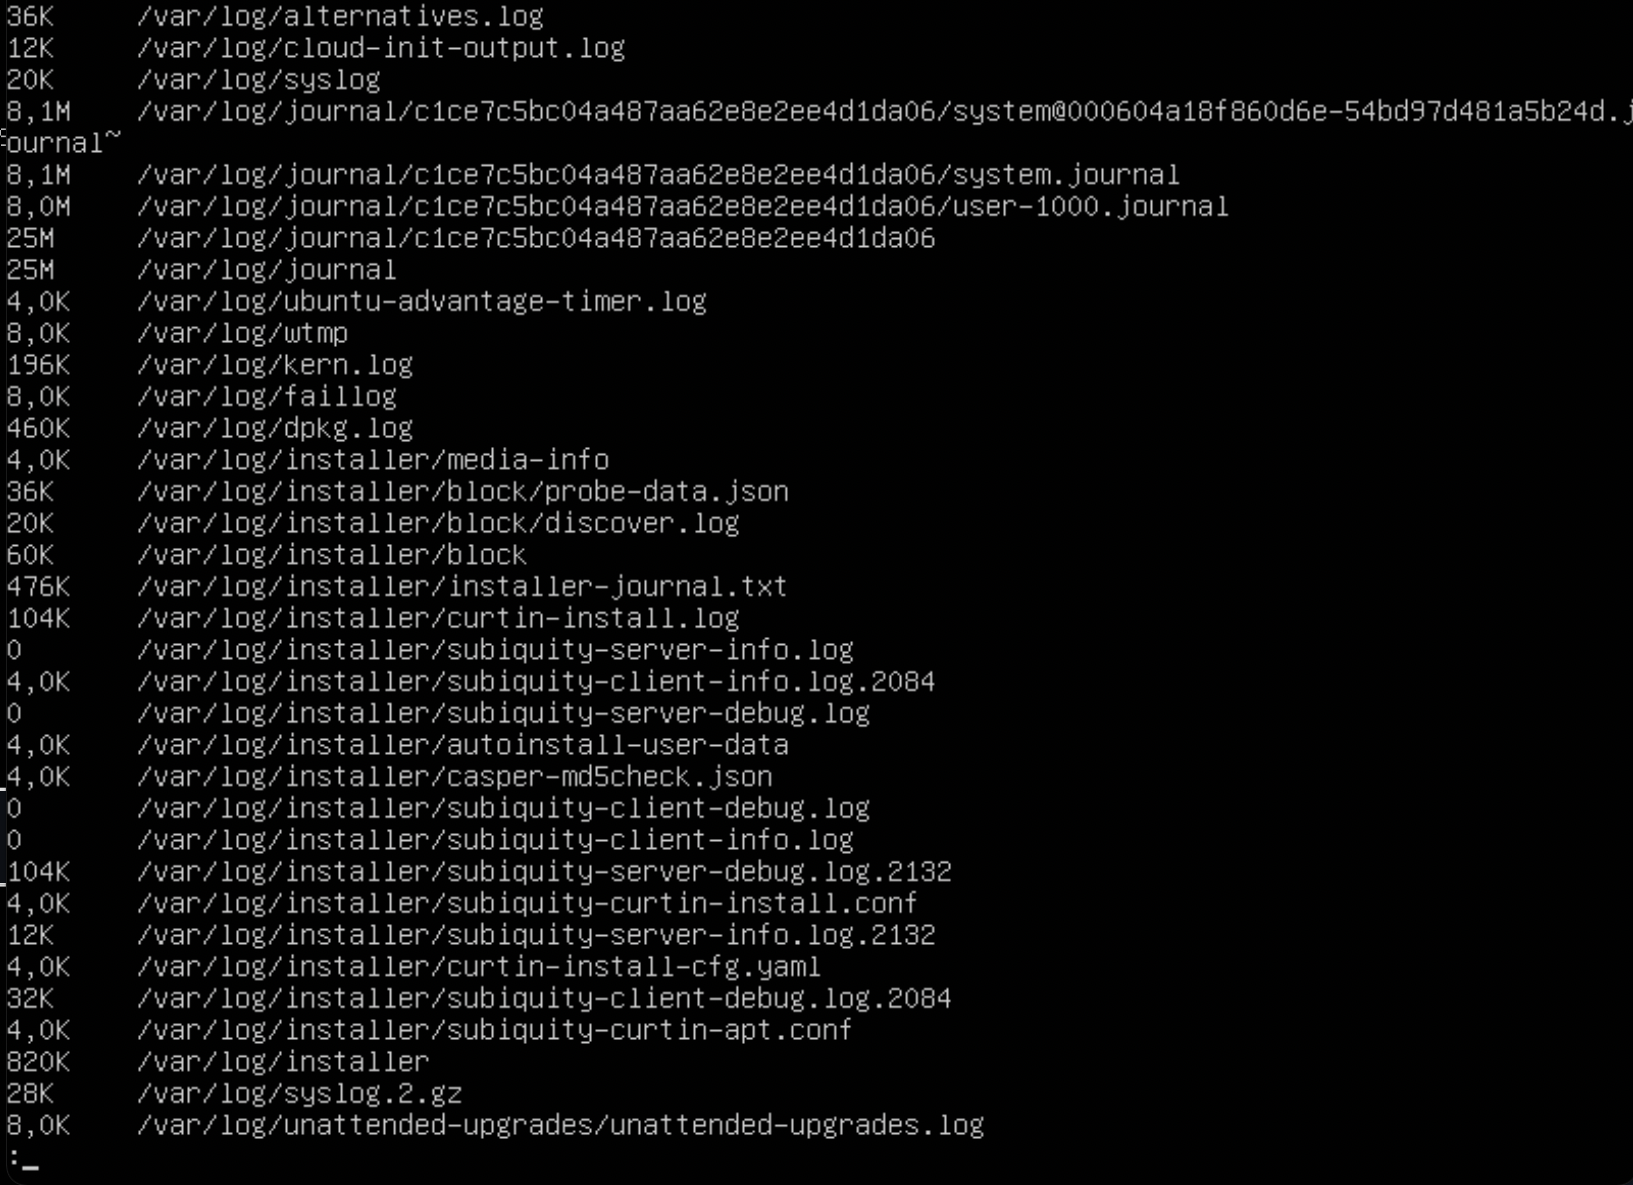 36K     /var/log/alternatives.log
12K     /var/log/cloud-init-output.log
20K     /var/log/syslog
8,1M    /var/log/journal/c1ce7c5bc04a487aa62e8e2ee4d1da06/system@000604a18f860d6e-54bd97d481a5b24d.j
ournal~
8,1M    /var/log/journal/c1ce7c5bc04a487aa62e8e2ee4d1da06/system.journal
8,0M    /var/log/journal/c1ce7c5bc04a487aa62e8e2ee4d1da06/user-1000.journal
25M     /var/log/journal/c1ce7c5bc04a487aa62e8e2ee4d1da06
25M     /var/log/journal
4,0K    /var/log/ubuntu-advantage-timer.log
8,0K    /var/log/wtmp
196K    /var/log/kern.log
8,0K    /var/log/faillog
460K    /var/log/dpkg.log
4,0K    /var/log/installer/media-info
36K     /var/log/installer/block/probe-data.json
20K     /var/log/installer/block/discover.log
60K     /var/log/installer/block
476K    /var/log/installer/installer-journal.txt
104K    /var/log/installer/curtin-install.log
0       /var/log/installer/subiquity-server-info.log
4,0K    /var/log/installer/subiquity-client-info.log.2084
0       /var/log/installer/subiquity-server-debug.log
4,0K    /var/log/installer/autoinstall-user-data
4,0K    /var/log/installer/casper-md5check.json
0       /var/log/installer/subiquity-client-debug.log
0       /var/log/installer/subiquity-client-info.log
104K    /var/log/installer/subiquity-server-debug.log.2132
4,0K    /var/log/installer/subiquity-curtin-install.conf
12K     /var/log/installer/subiquity-server-info.log.2132
4,0K    /var/log/installer/curtin-install-cfg.yaml
32K     /var/log/installer/subiquity-client-debug.log.2084
4,0K    /var/log/installer/subiquity-curtin-apt.conf
820K    /var/log/installer
28K     /var/log/syslog.2.gz
8,0K    /var/log/unattended-upgrades/unattended-upgrades.log
:_